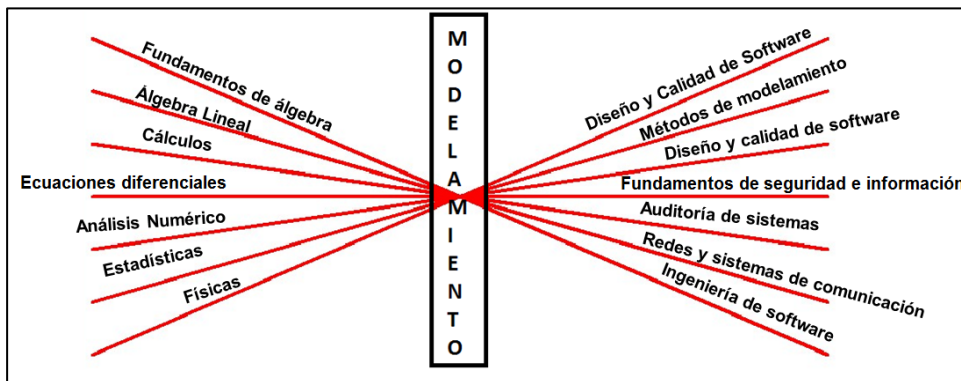 Fundamentos de álgebra
Álgebra Lineal
Cálculos
Ecuaciones diferenciales
Análisis Numérico
Estadísticas
Físicas
MODELAMIENTO
Diseño y Calidad de Software
Métodos de modelamiento
Diseño y calidad de software
Fundamentos de seguridad e información
Auditoría de sistemas
Redes y sistemas de comunicación
Ingeniería de software